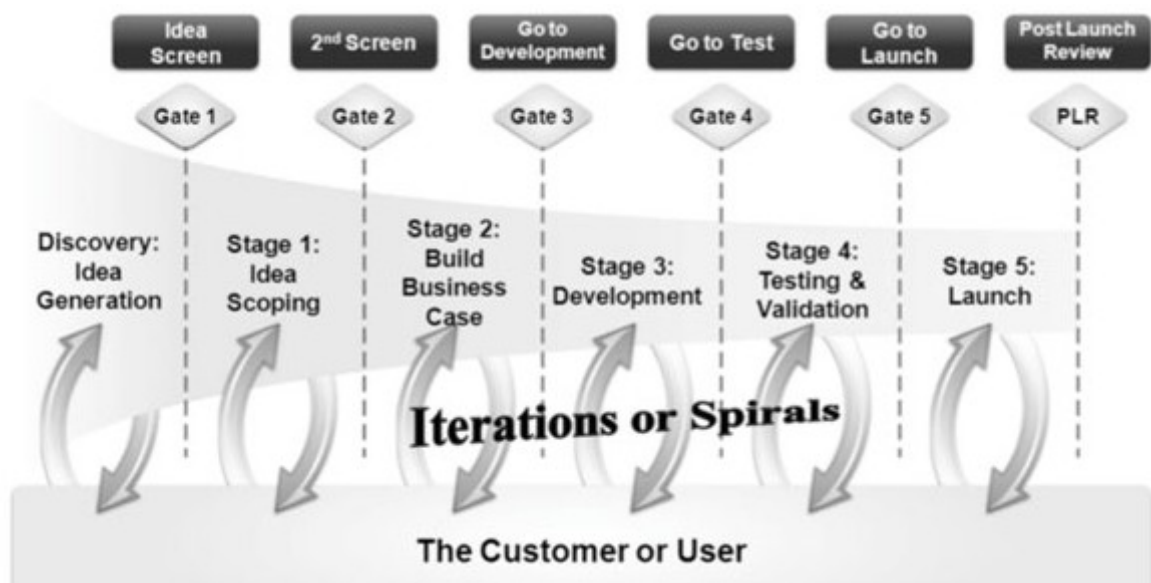 Idea
Screen
2nd Screen
Go to
Development
Go to Test
Go to
Launch
Post Launch
Review
Gate 1
Gate 2
Gate 3
Gate 4
Gate 5
PLR
Discovery:
Idea
Generation
Stage 1:
Idea
Scoping
Stage 2:
Build
Business
Case
Stage 3:
Development
Stage 4:
Testing &
Validation
Stage 5:
Launch
Iterations or Spirals
The Customer or User